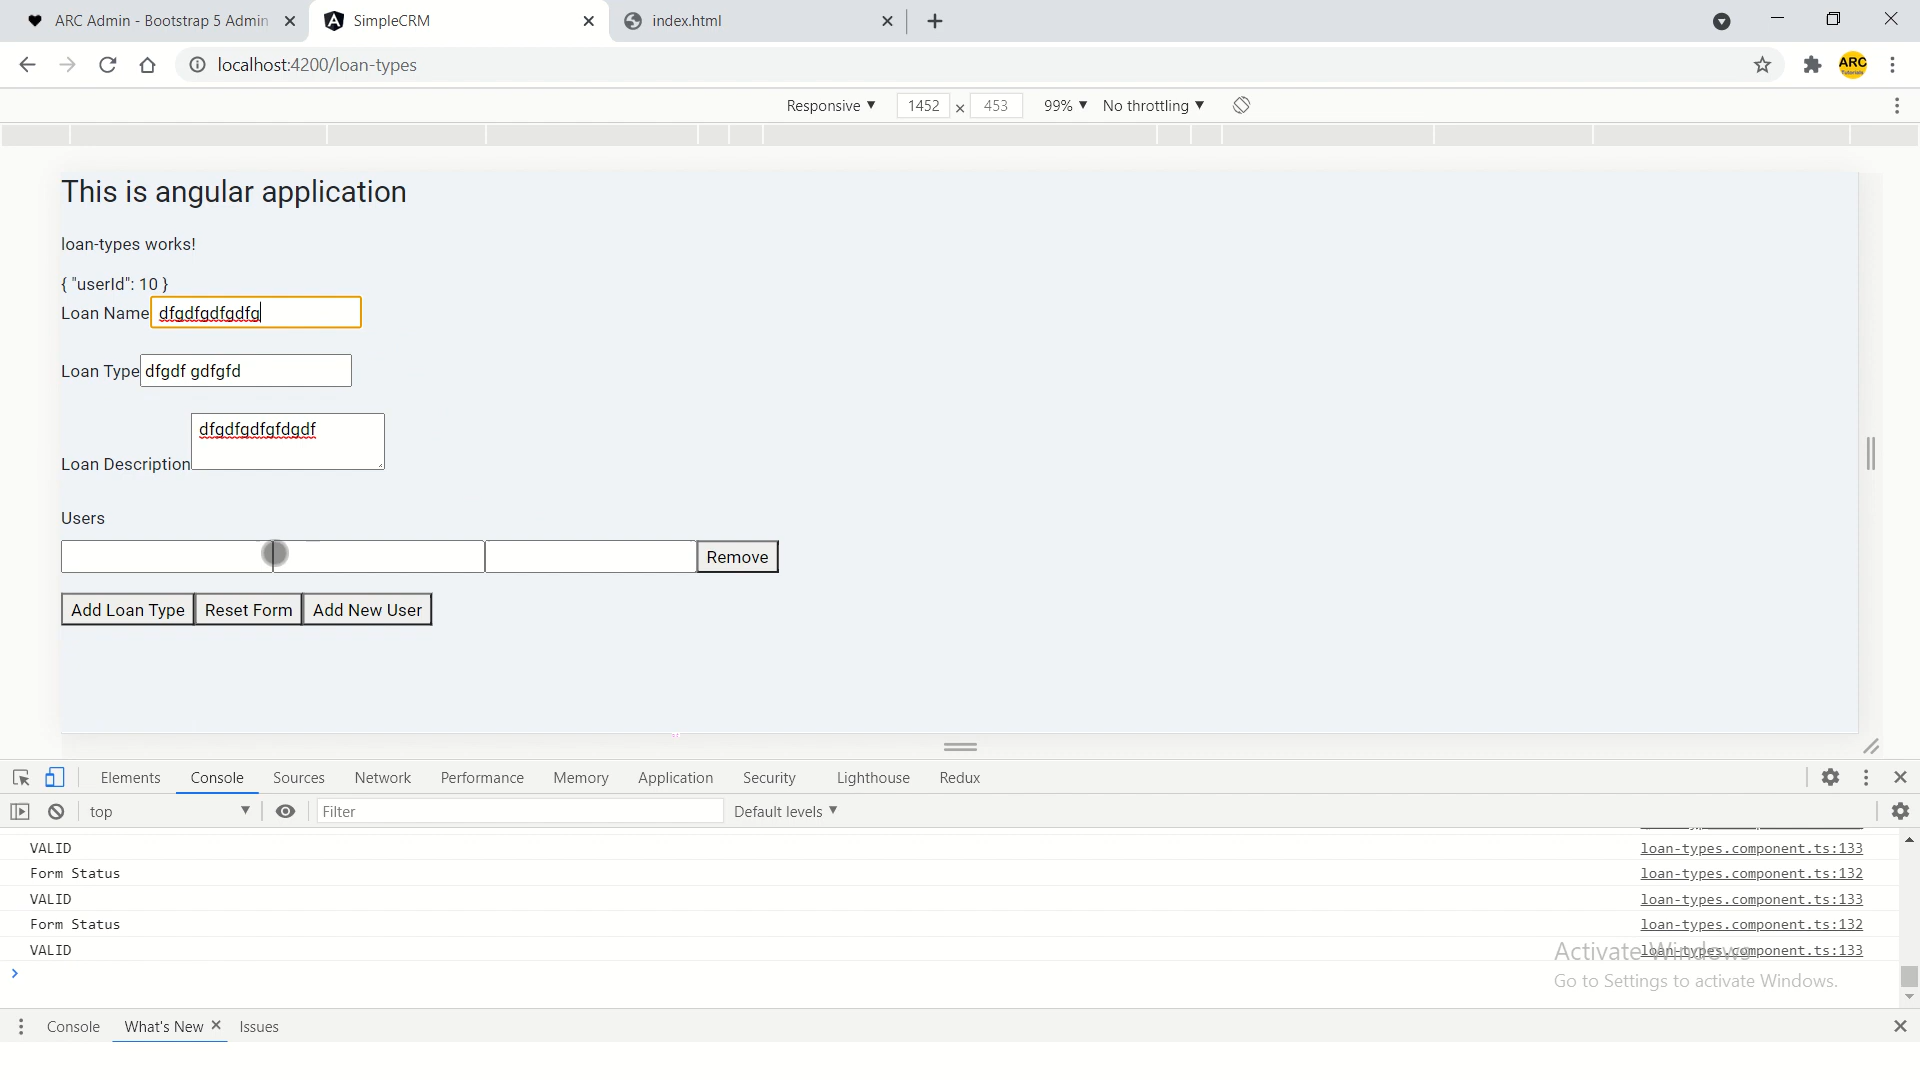 ARC Admin - Bootstrap 5 Admin
SimpleCRM
index.html
localhost:4200/loan-types
ARC
Tutorials
Responsive
1452 x 453
99%
No throttling
This is angular application
loan-types works!
{ "userId": 10 }
Loan Name dfgdfgdfgdfg
Loan Type dfgdf gdfgfd
dfgdfgdfgfdgdf
Loan Description
Users
Remove
Add Loan Type Reset Form Add New User
Elements Console Sources Network Performance Memory Application Security Lighthouse Redux
top Filter Default levels
VALID loan-types.component.ts:133
Form Status loan-types.component.ts:132
VALID loan-types.component.ts:133
Form Status loan-types.component.ts:132
VALID loan-types.component.ts:133
Activate Windows
Go to Settings to activate Windows.
Console What's New Issues